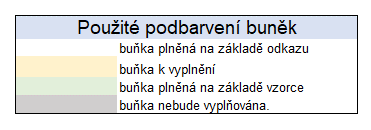 Použité podbarvení buněk
buňka plněná na základě odkazu
buňka k vyplnění
buňka plněná na základě vzorce
buňka nebude vyplňována.